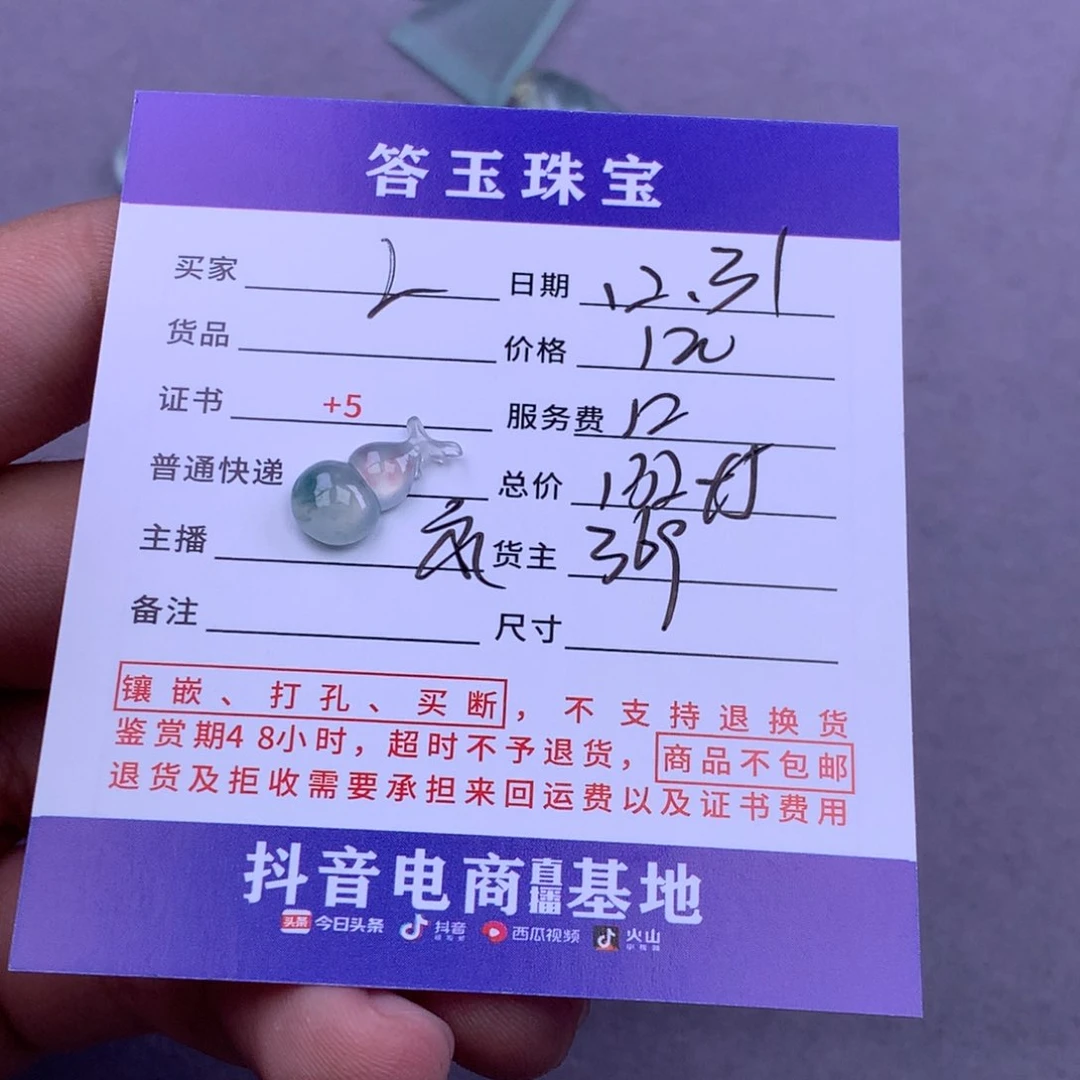 答玉珠宝
买家 2 日期 12.31
货品 价格 120
证书 +5 服务费 12
普通快递 总价 132
主播 货主 369
备注 尺寸
镶嵌、打孔、买断，不支持退换货
鉴赏期48小时，超时不予退货，商品不包邮
退货及拒收需要承担来回运费以及证书费用
抖音电商直播基地
头条 今日头条 抖音 西瓜视频 火山